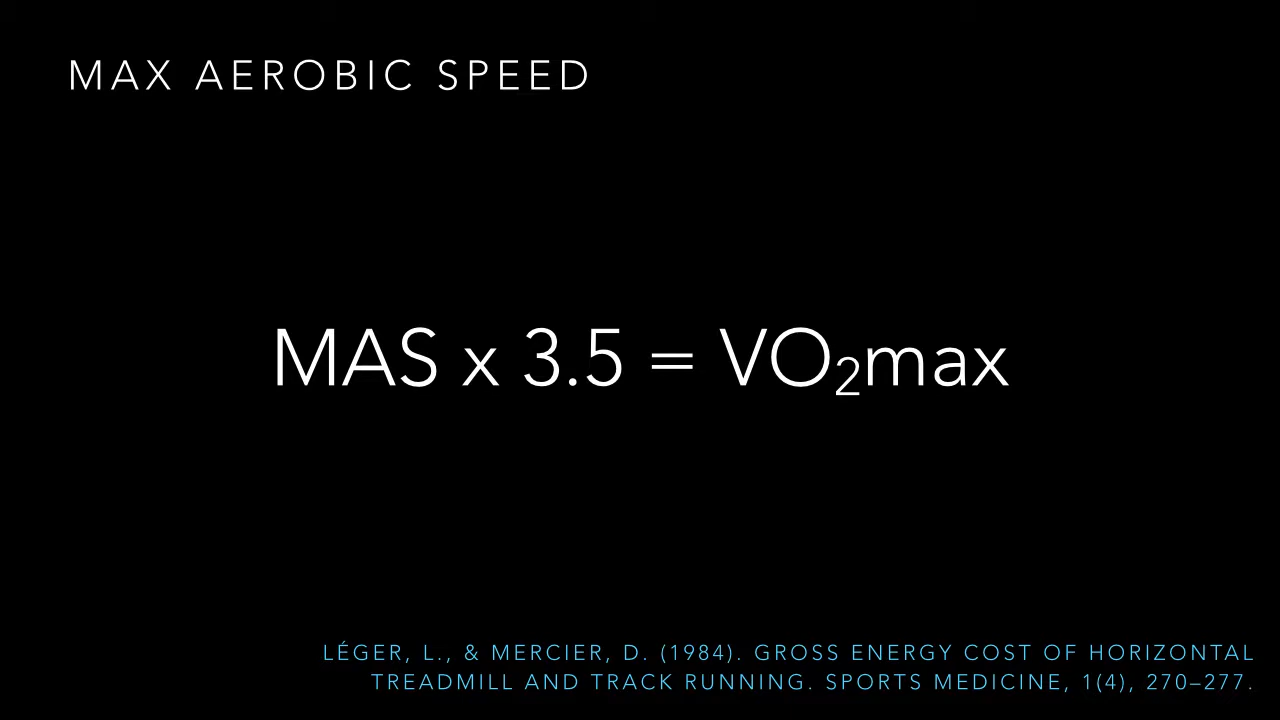 MAX AEROBIC SPEED
MAS x 3.5 = VO₂max
LÉGER, L., & MERCIER, D. (1984). GROSS ENERGY COST OF HORIZONTAL
TREADMILL AND TRACK RUNNING. SPORTS MEDICINE, 1(4), 270–277.